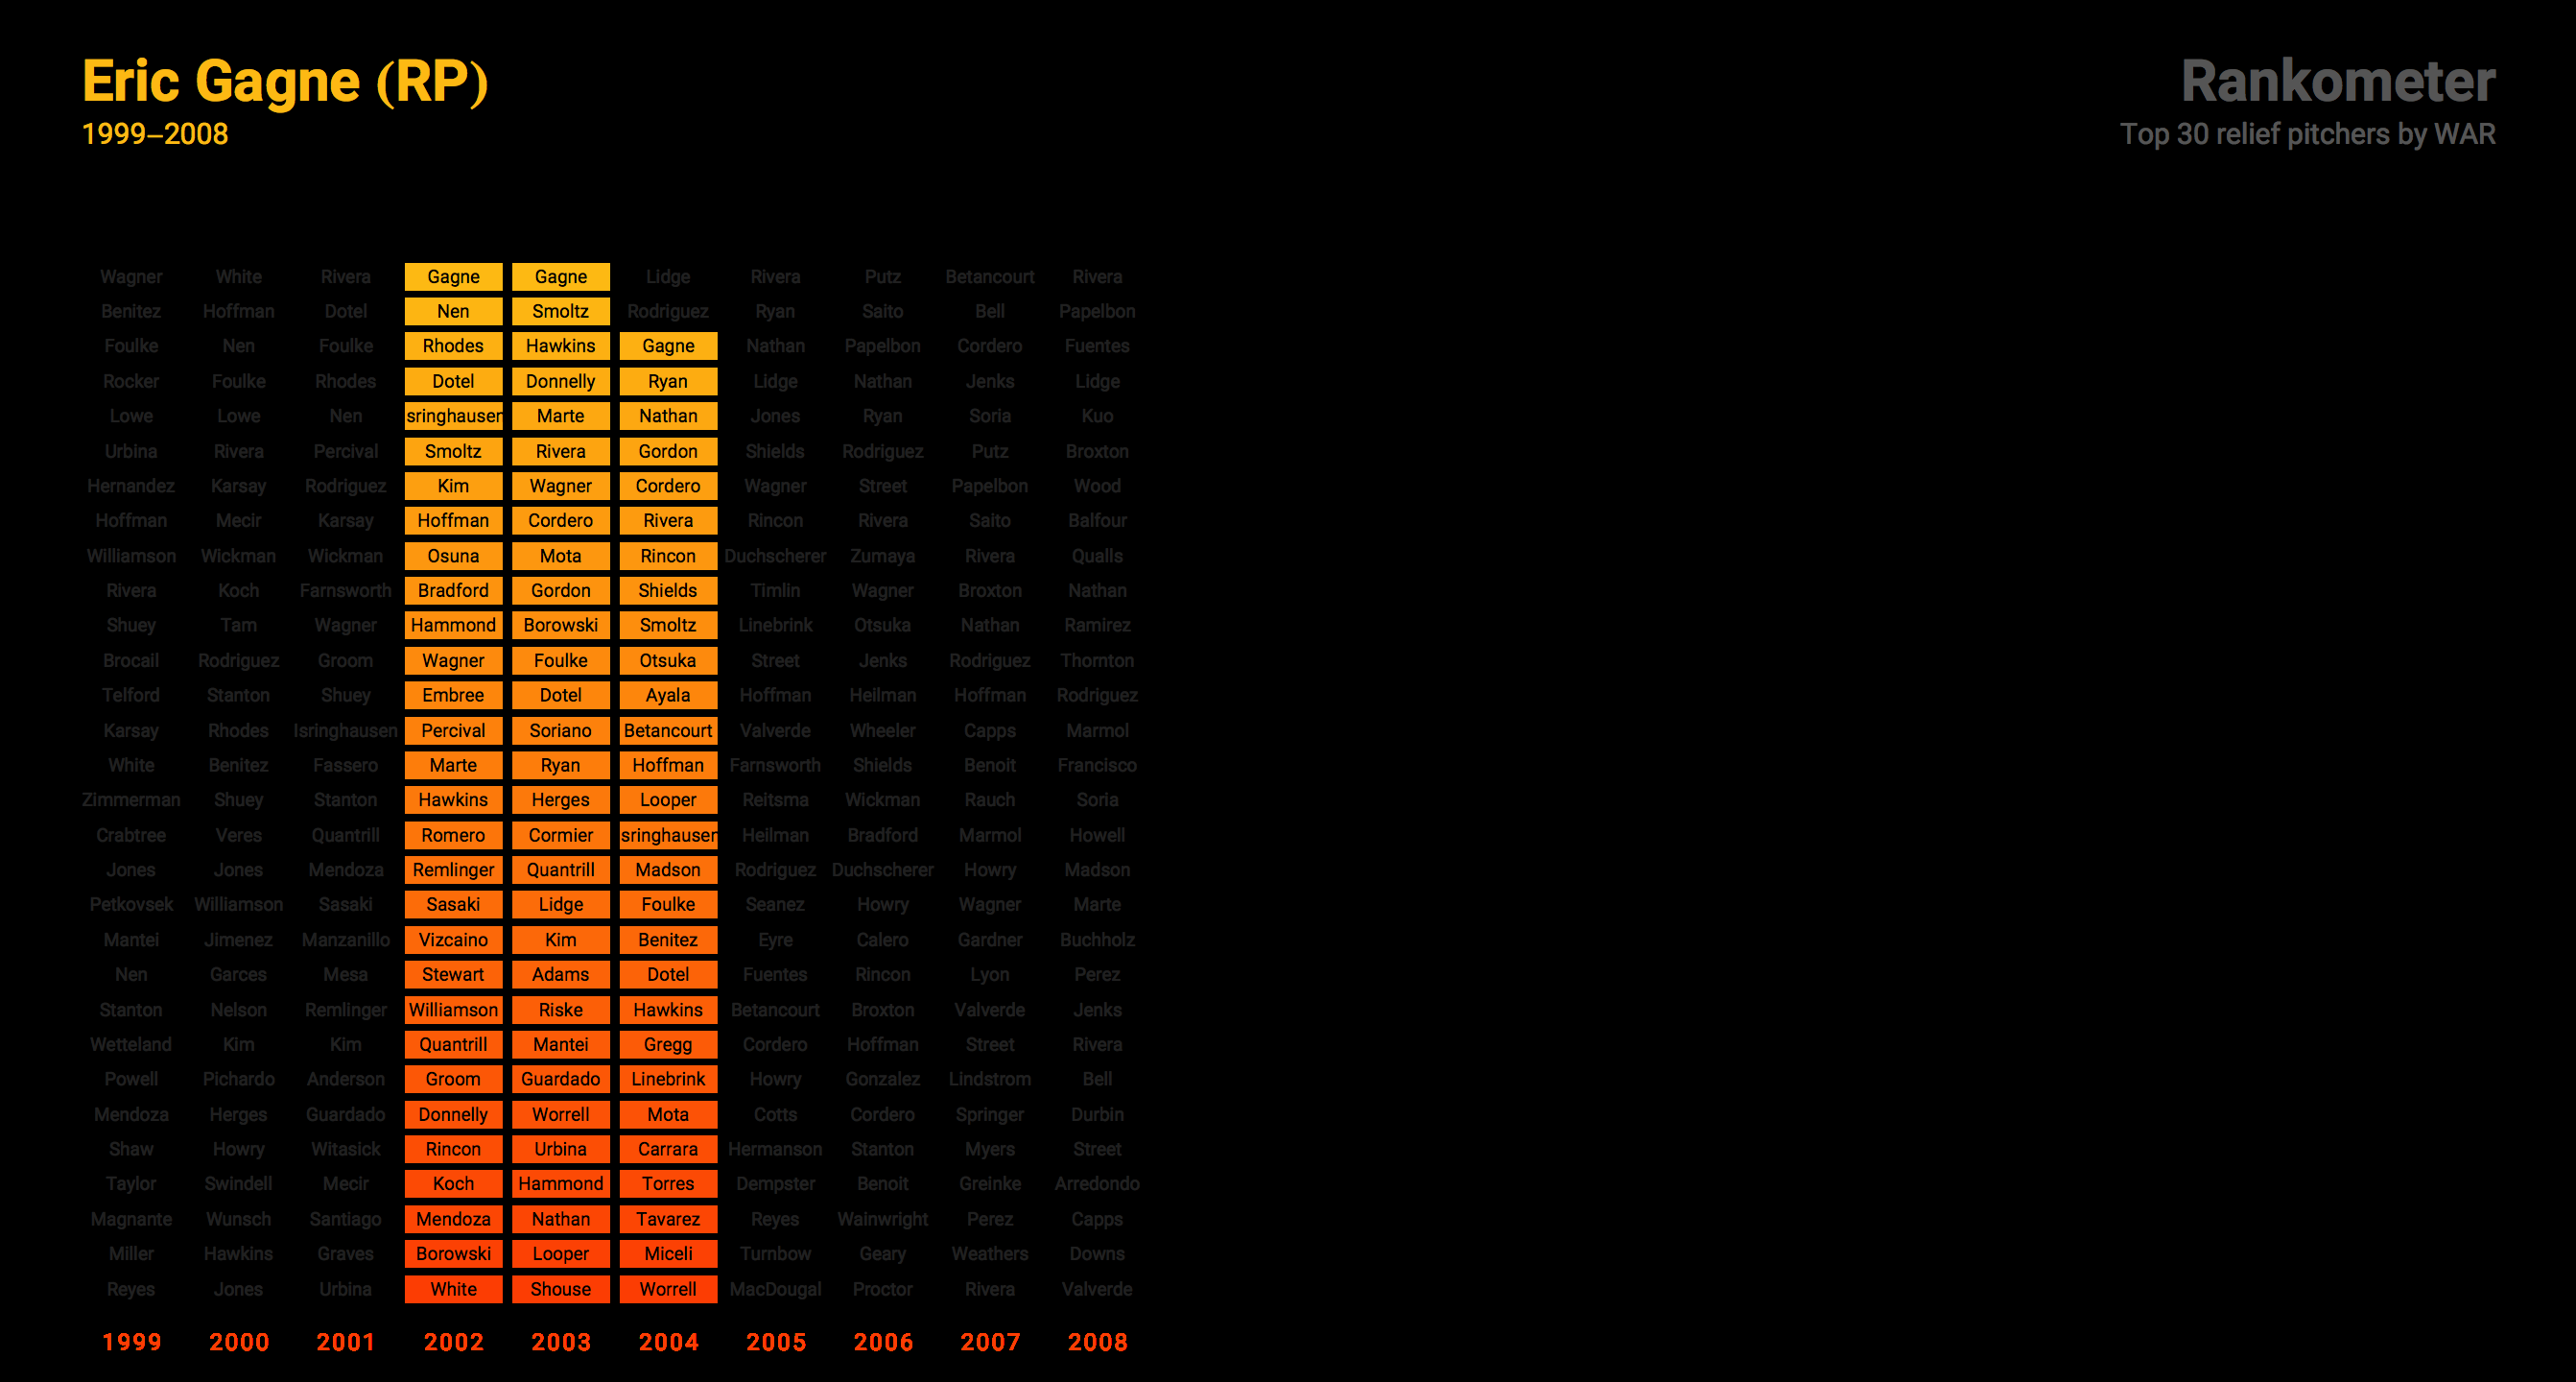 Eric Gagne (RP)
1999–2008
Rankometer
Top 30 relief pitchers by WAR
Wagner White Rivera Gagne Gagne Lidge Rivera Putz Betancourt Rivera
Benitez Hoffman Dotel Nen Smoltz Rodriguez Ryan Saito Bell Papelbon
Foulke Nen Foulke Rhodes Hawkins Gagne Nathan Papelbon Cordero Fuentes
Rocker Foulke Rhodes Dotel Donnelly Ryan Lidge Nathan Jenks Lidge
Lowe Lowe Nen sringhausen Marte Nathan Jones Ryan Soria Kuo
Urbina Rivera Percival Smoltz Rivera Gordon Shields Rodriguez Putz Broxton
Hernandez Karsay Rodriguez Kim Wagner Cordero Wagner Street Papelbon Wood
Hoffman Mecir Karsay Hoffman Cordero Rivera Rincon Rivera Saito Balfour
Williamson Wickman Wickman Osuna Mota Rincon Duchscherer Zumaya Rivera Qualls
Rivera Koch Farnsworth Bradford Gordon Shields Timlin Wagner Broxton Nathan
Shuey Tam Wagner Hammond Borowski Smoltz Linebrink Otsuka Nathan Ramirez
Brocail Rodriguez Groom Wagner Foulke Otsuka Street Jenks Rodriguez Thornton
Telford Stanton Shuey Embree Dotel Ayala Hoffman Heilman Hoffman Rodriguez
Karsay Rhodes Isringhausen Percival Soriano Betancourt Valverde Wheeler Capps Marmol
White Benitez Fassero Marte Ryan Hoffman Farnsworth Shields Benoit Francisco
Zimmerman Shuey Stanton Hawkins Herges Looper Reitsma Wickman Rauch Soria
Crabtree Veres Quantrill Romero Cormier sringhausen Heilman Bradford Marmol Howell
Jones Jones Mendoza Remlinger Quantrill Madson Rodriguez Duchscherer Howry Madson
Petkovsek Williamson Sasaki Sasaki Lidge Foulke Seanez Howry Wagner Marte
Mantei Jimenez Manzanillo Vizcaino Kim Benitez Eyre Calero Gardner Buchholz
Nen Garces Mesa Stewart Adams Dotel Fuentes Rincon Lyon Perez
Stanton Nelson Remlinger Williamson Riske Hawkins Betancourt Broxton Valverde Jenks
Wetteland Kim Kim Quantrill Mantei Gregg Cordero Hoffman Street Rivera
Powell Pichardo Anderson Groom Guardado Linebrink Howry Gonzalez Lindstrom Bell
Mendoza Herges Guardado Donnelly Worrell Mota Cotts Cordero Springer Durbin
Shaw Howry Witasick Rincon Urbina Carrara Hermanson Stanton Myers Street
Taylor Swindell Mecir Koch Hammond Torres Dempster Benoit Greinke Arredondo
Magnante Wunsch Santiago Mendoza Nathan Tavarez Reyes Wainwright Perez Capps
Miller Hawkins Graves Borowski Looper Miceli Turnbow Geary Weathers Downs
Reyes Jones Urbina White Shouse Worrell MacDougal Proctor Rivera Valverde
1999 2000 2001 2002 2003 2004 2005 2006 2007 2008